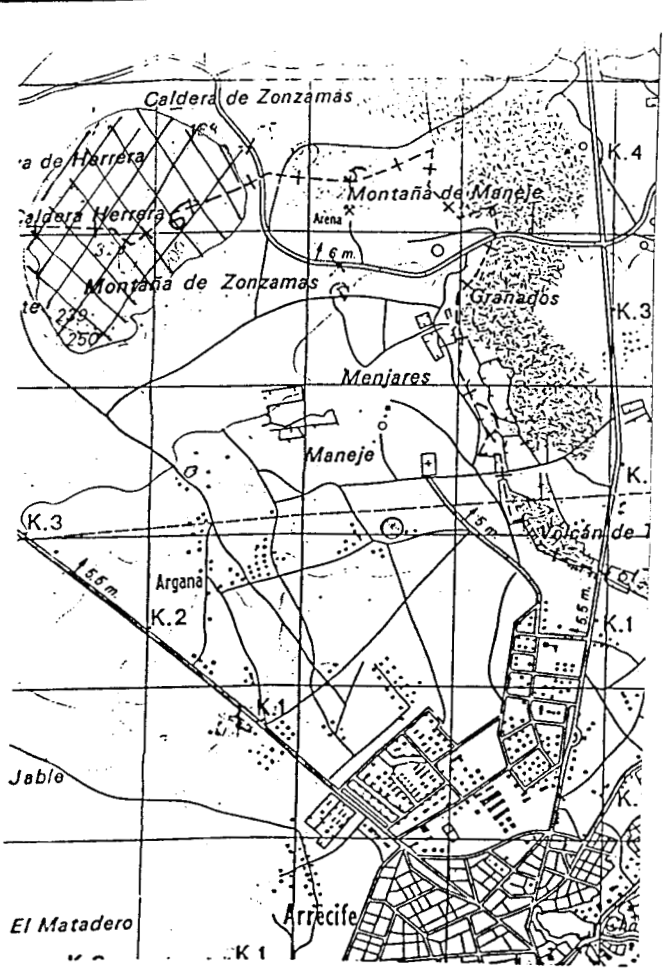 Caldera de Zonzamas
a de Herrera
K.4
Montaña de Maneje
Caldera Herrera
Arena
6 m.
Montaña de Zonzamas
Granados
te
239
250
K.3
Menjares
Maneje
K.
K.3
5 m.
Volcán de T
5,5 m.
Argana
K.2
5,5 m.
K.1
K.1
Jable
K.
Arrecife
El Matadero
K 1